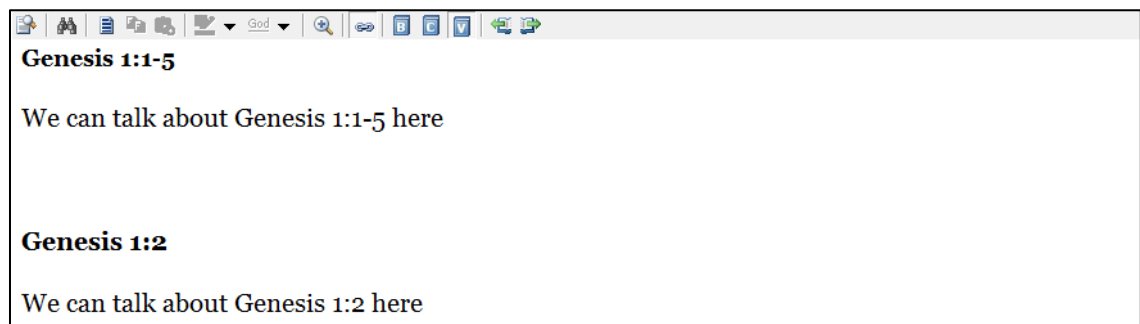 God
B C V
Genesis 1:1-5
We can talk about Genesis 1:1-5 here
Genesis 1:2
We can talk about Genesis 1:2 here